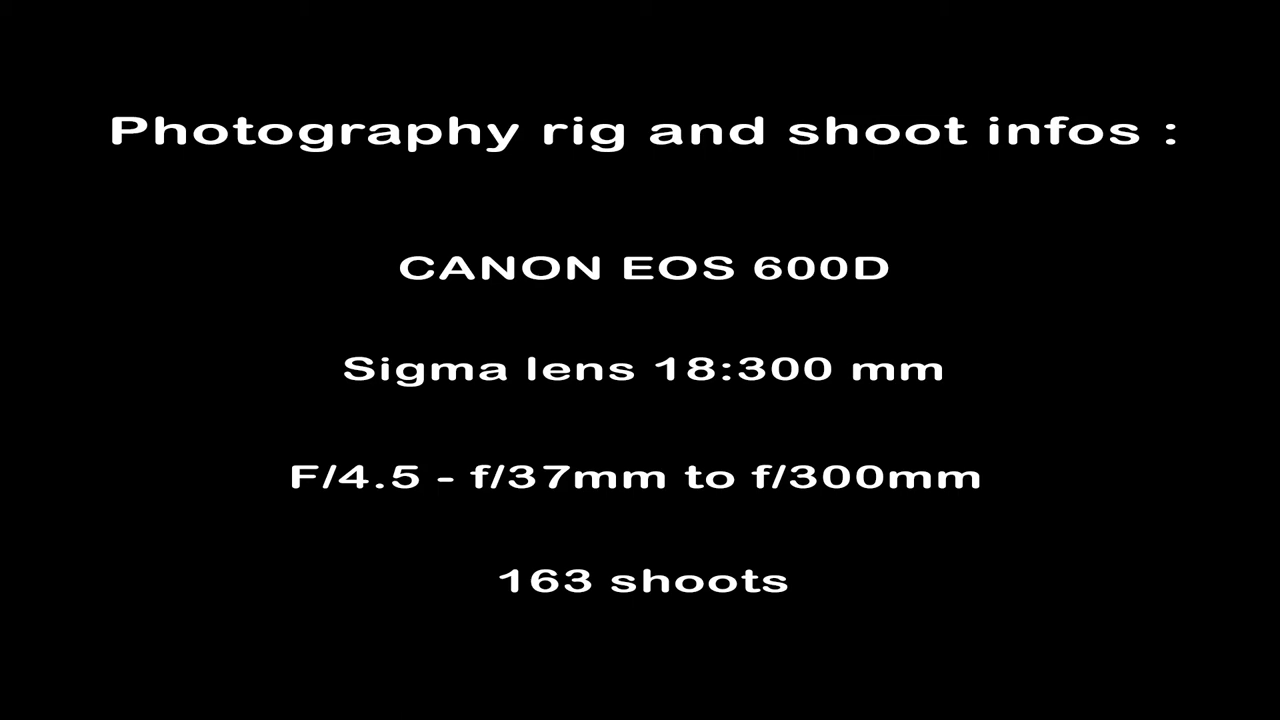 Photography rig and shoot infos :
CANON EOS 600D
Sigma lens 18:300 mm
F/4.5 - f/37mm to f/300mm
163 shoots